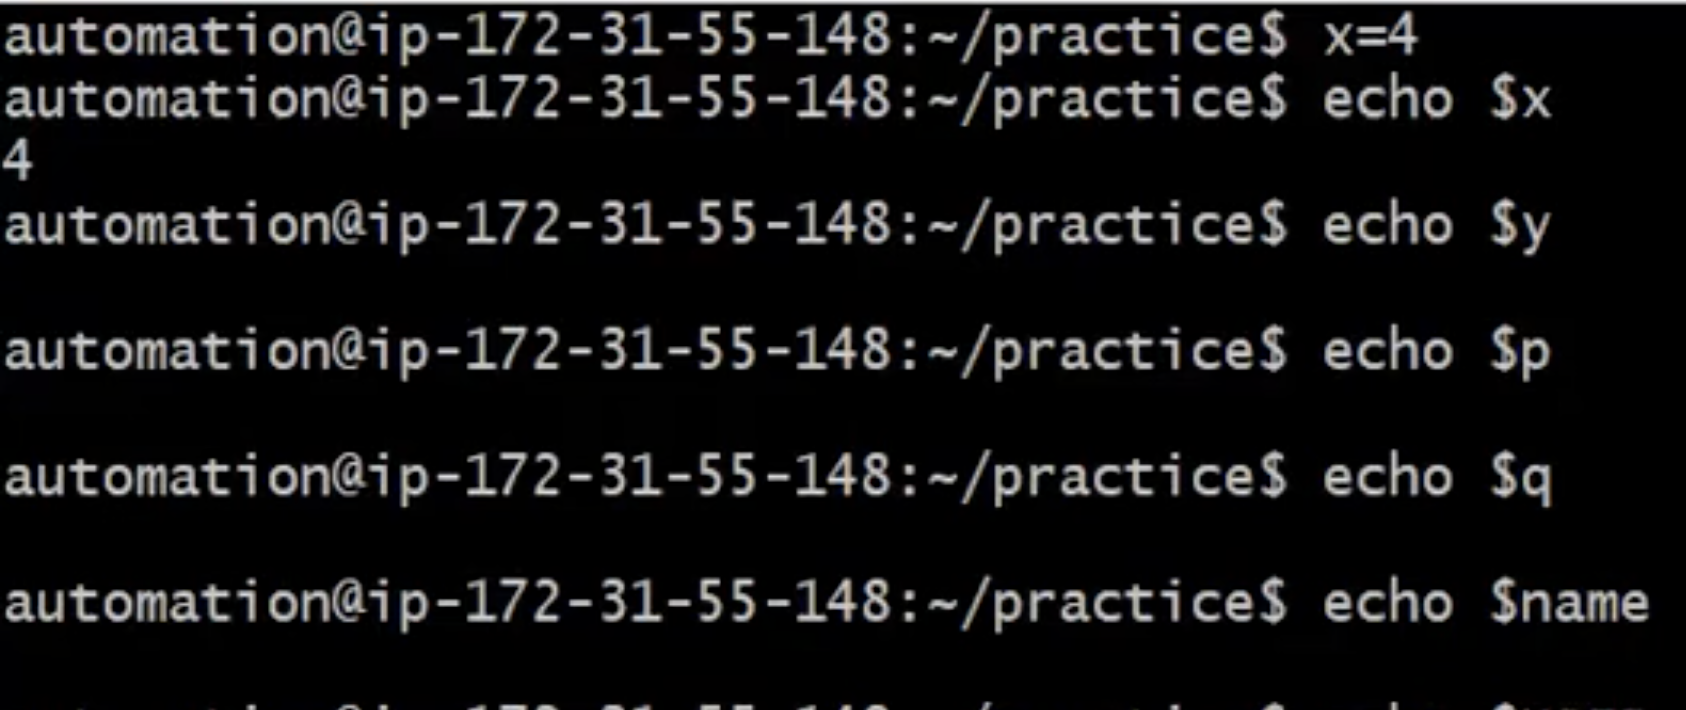 automation@ip-172-31-55-148:~/practice$ x=4
automation@ip-172-31-55-148:~/practice$ echo $x
4
automation@ip-172-31-55-148:~/practice$ echo $y
automation@ip-172-31-55-148:~/practice$ echo $p
automation@ip-172-31-55-148:~/practice$ echo $q
automation@ip-172-31-55-148:~/practice$ echo $name